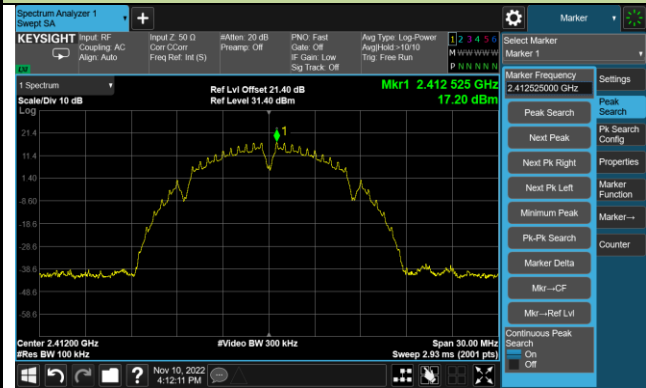 Spectrum Analyzer 1
Swept SA
Marker
KEYSIGHT
Input: RF
Coupling: AC
Align: Auto
Input Z: 50 Ω
Corr CCorr
Freq Ref: Int (S)
#Atten: 20 dB
Preamp: Off
PNO: Fast
Gate: Off
IF Gain: Low
Sig Track: Off
Avg Type: Log-Power
Avg|Hold >10/10
Trig: Free Run
1 2 3 4 5 6
M W W W W W
P N N N N N
Select Marker
Marker 1
1 Spectrum
Scale/Div 10 dB
Log
Ref Lvl Offset 21.40 dB
Ref Level 31.40 dBm
Mkr1 2.412 525 GHz
17.20 dBm
1
21.4
11.4
1.40
-8.60
-18.6
-28.6
-38.6
-48.6
-58.6
Center 2.41200 GHz
#Res BW 100 kHz
#Video BW 300 kHz
Span 30.00 MHz
Sweep 2.93 ms (2001 pts)
Marker Frequency
2.412525000 GHz
Peak Search
Next Peak
Next Pk Right
Next Pk Left
Minimum Peak
Pk-Pk Search
Marker Delta
Mkr→CF
Mkr→Ref Lvl
Continuous Peak
Search
On
Off
Settings
Peak
Search
Pk Search
Config
Properties
Marker
Function
Marker→
Counter
?
Nov 10, 2022
4:12:11 PM